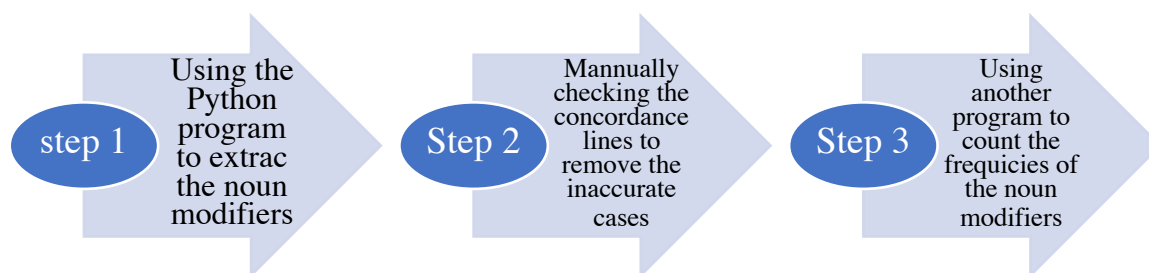 step 1
Using the
Python
program
to extrac
the noun
modifiers
Step 2
Mannually
checking the
concordance
lines to
remove the
inaccurate
cases
Step 3
Using
another
program to
count the
frequicies of
the noun
modifiers